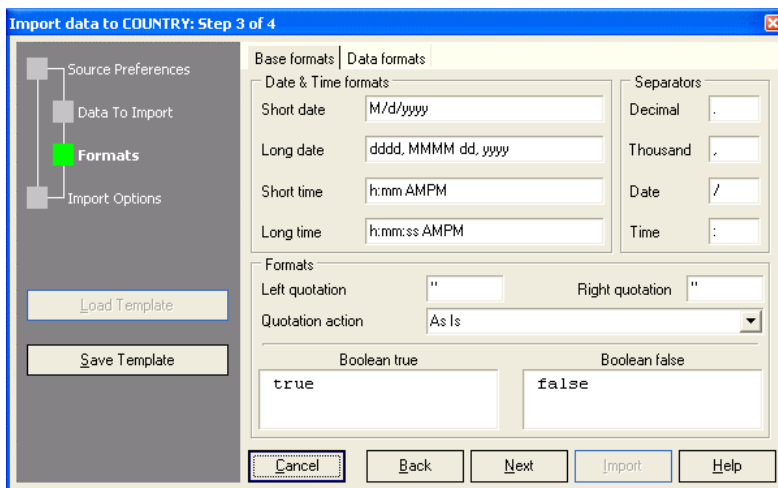 Import data to COUNTRY: Step 3 of 4
Source Preferences
Data To Import
Formats
Import Options
Load Template
Save Template
Base formats Data formats
Date & Time formats
Short date M/d/yyyy
Long date dddd, MMMM dd, yyyy
Short time h:mm AMPM
Long time h:mm:ss AMPM
Separators
Decimal .
Thousand ,
Date /
Time :
Formats
Left quotation " Right quotation "
Quotation action As Is
Boolean true Boolean false
true false
Cancel Back Next Import Help